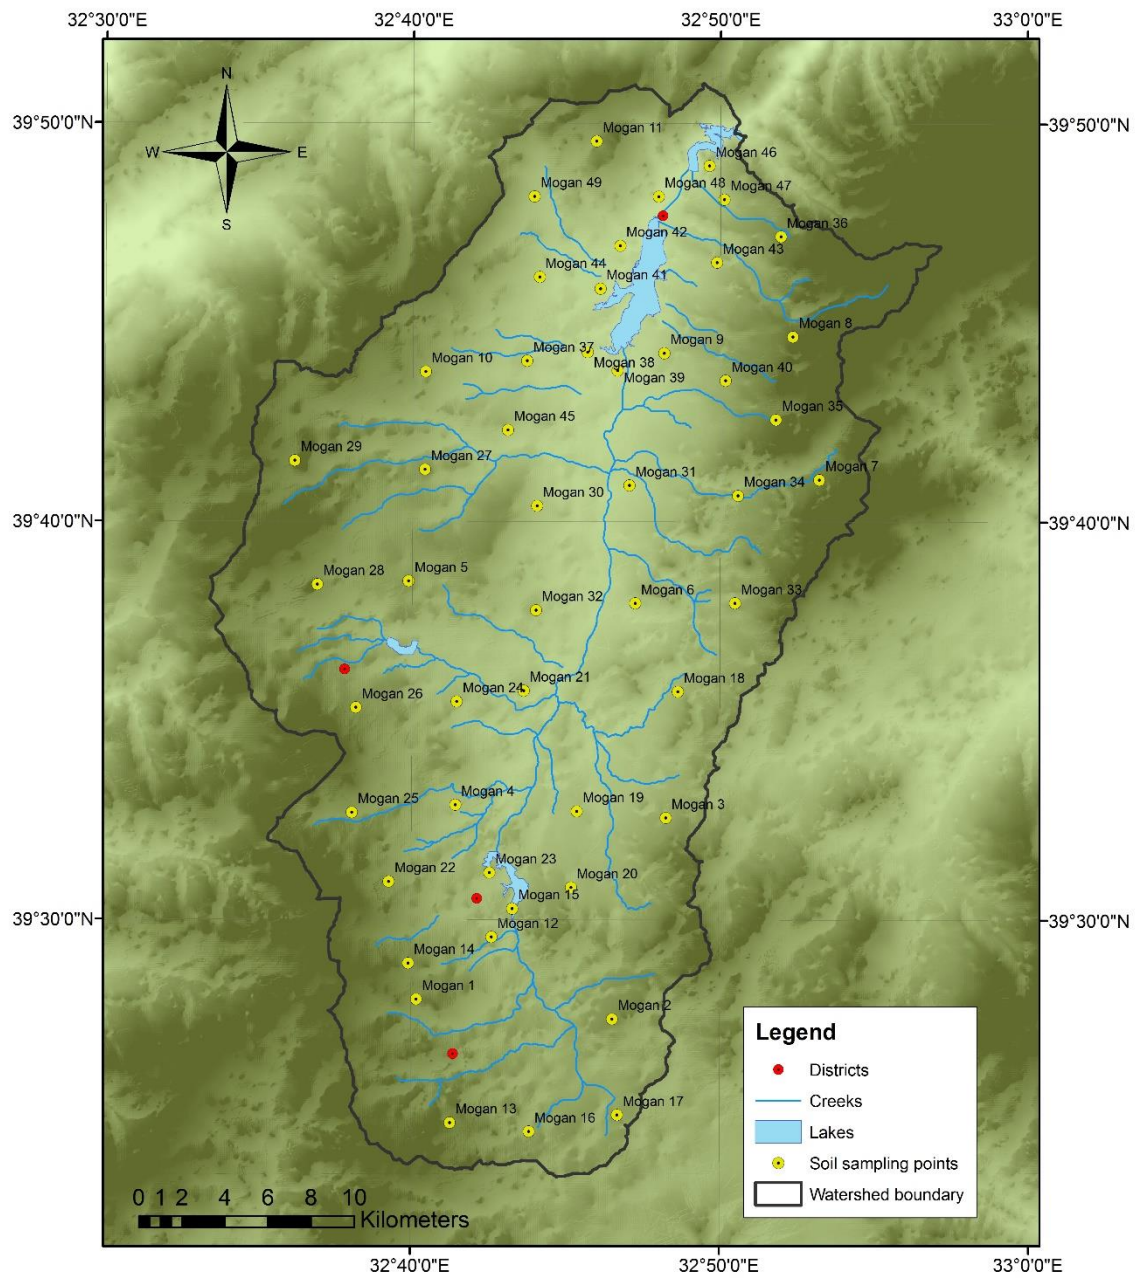 32°30'0"E 32°40'0"E 32°50'0"E 33°0'0"E
N
W E
S
39°50'0"N 39°50'0"N
Mogan 11
Mogan 46
Mogan 49 Mogan 48 Mogan 47
Mogan 42 Mogan 36
Mogan 44 Mogan 41 Mogan 43
Mogan 8
Mogan 10 Mogan 37 Mogan 38 Mogan 9
Mogan 39 Mogan 40
Mogan 45 Mogan 35
Mogan 29 Mogan 27 Mogan 31 Mogan 34 Mogan 7
Mogan 30
39°40'0"N 39°40'0"N
Mogan 28 Mogan 5
Mogan 32 Mogan 6 Mogan 33
Mogan 26 Mogan 24 Mogan 21 Mogan 18
Mogan 25 Mogan 4 Mogan 19 Mogan 3
Mogan 22 Mogan 23 Mogan 20
Mogan 15
39°30'0"N 39°30'0"N
Mogan 12
Mogan 14
Mogan 1 Mogan 2
Mogan 13 Mogan 16 Mogan 17
Legend
Districts
Creeks
Lakes
Soil sampling points
Watershed boundary
0 1 2 4 6 8 10
Kilometers
32°40'0"E 32°50'0"E 33°0'0"E